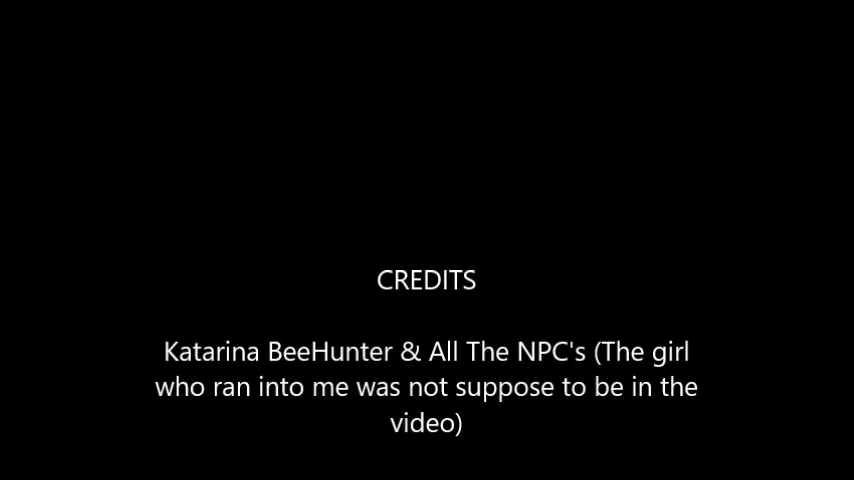 CREDITS
Katarina BeeHunter & All The NPC's (The girl
who ran into me was not suppose to be in the
video)